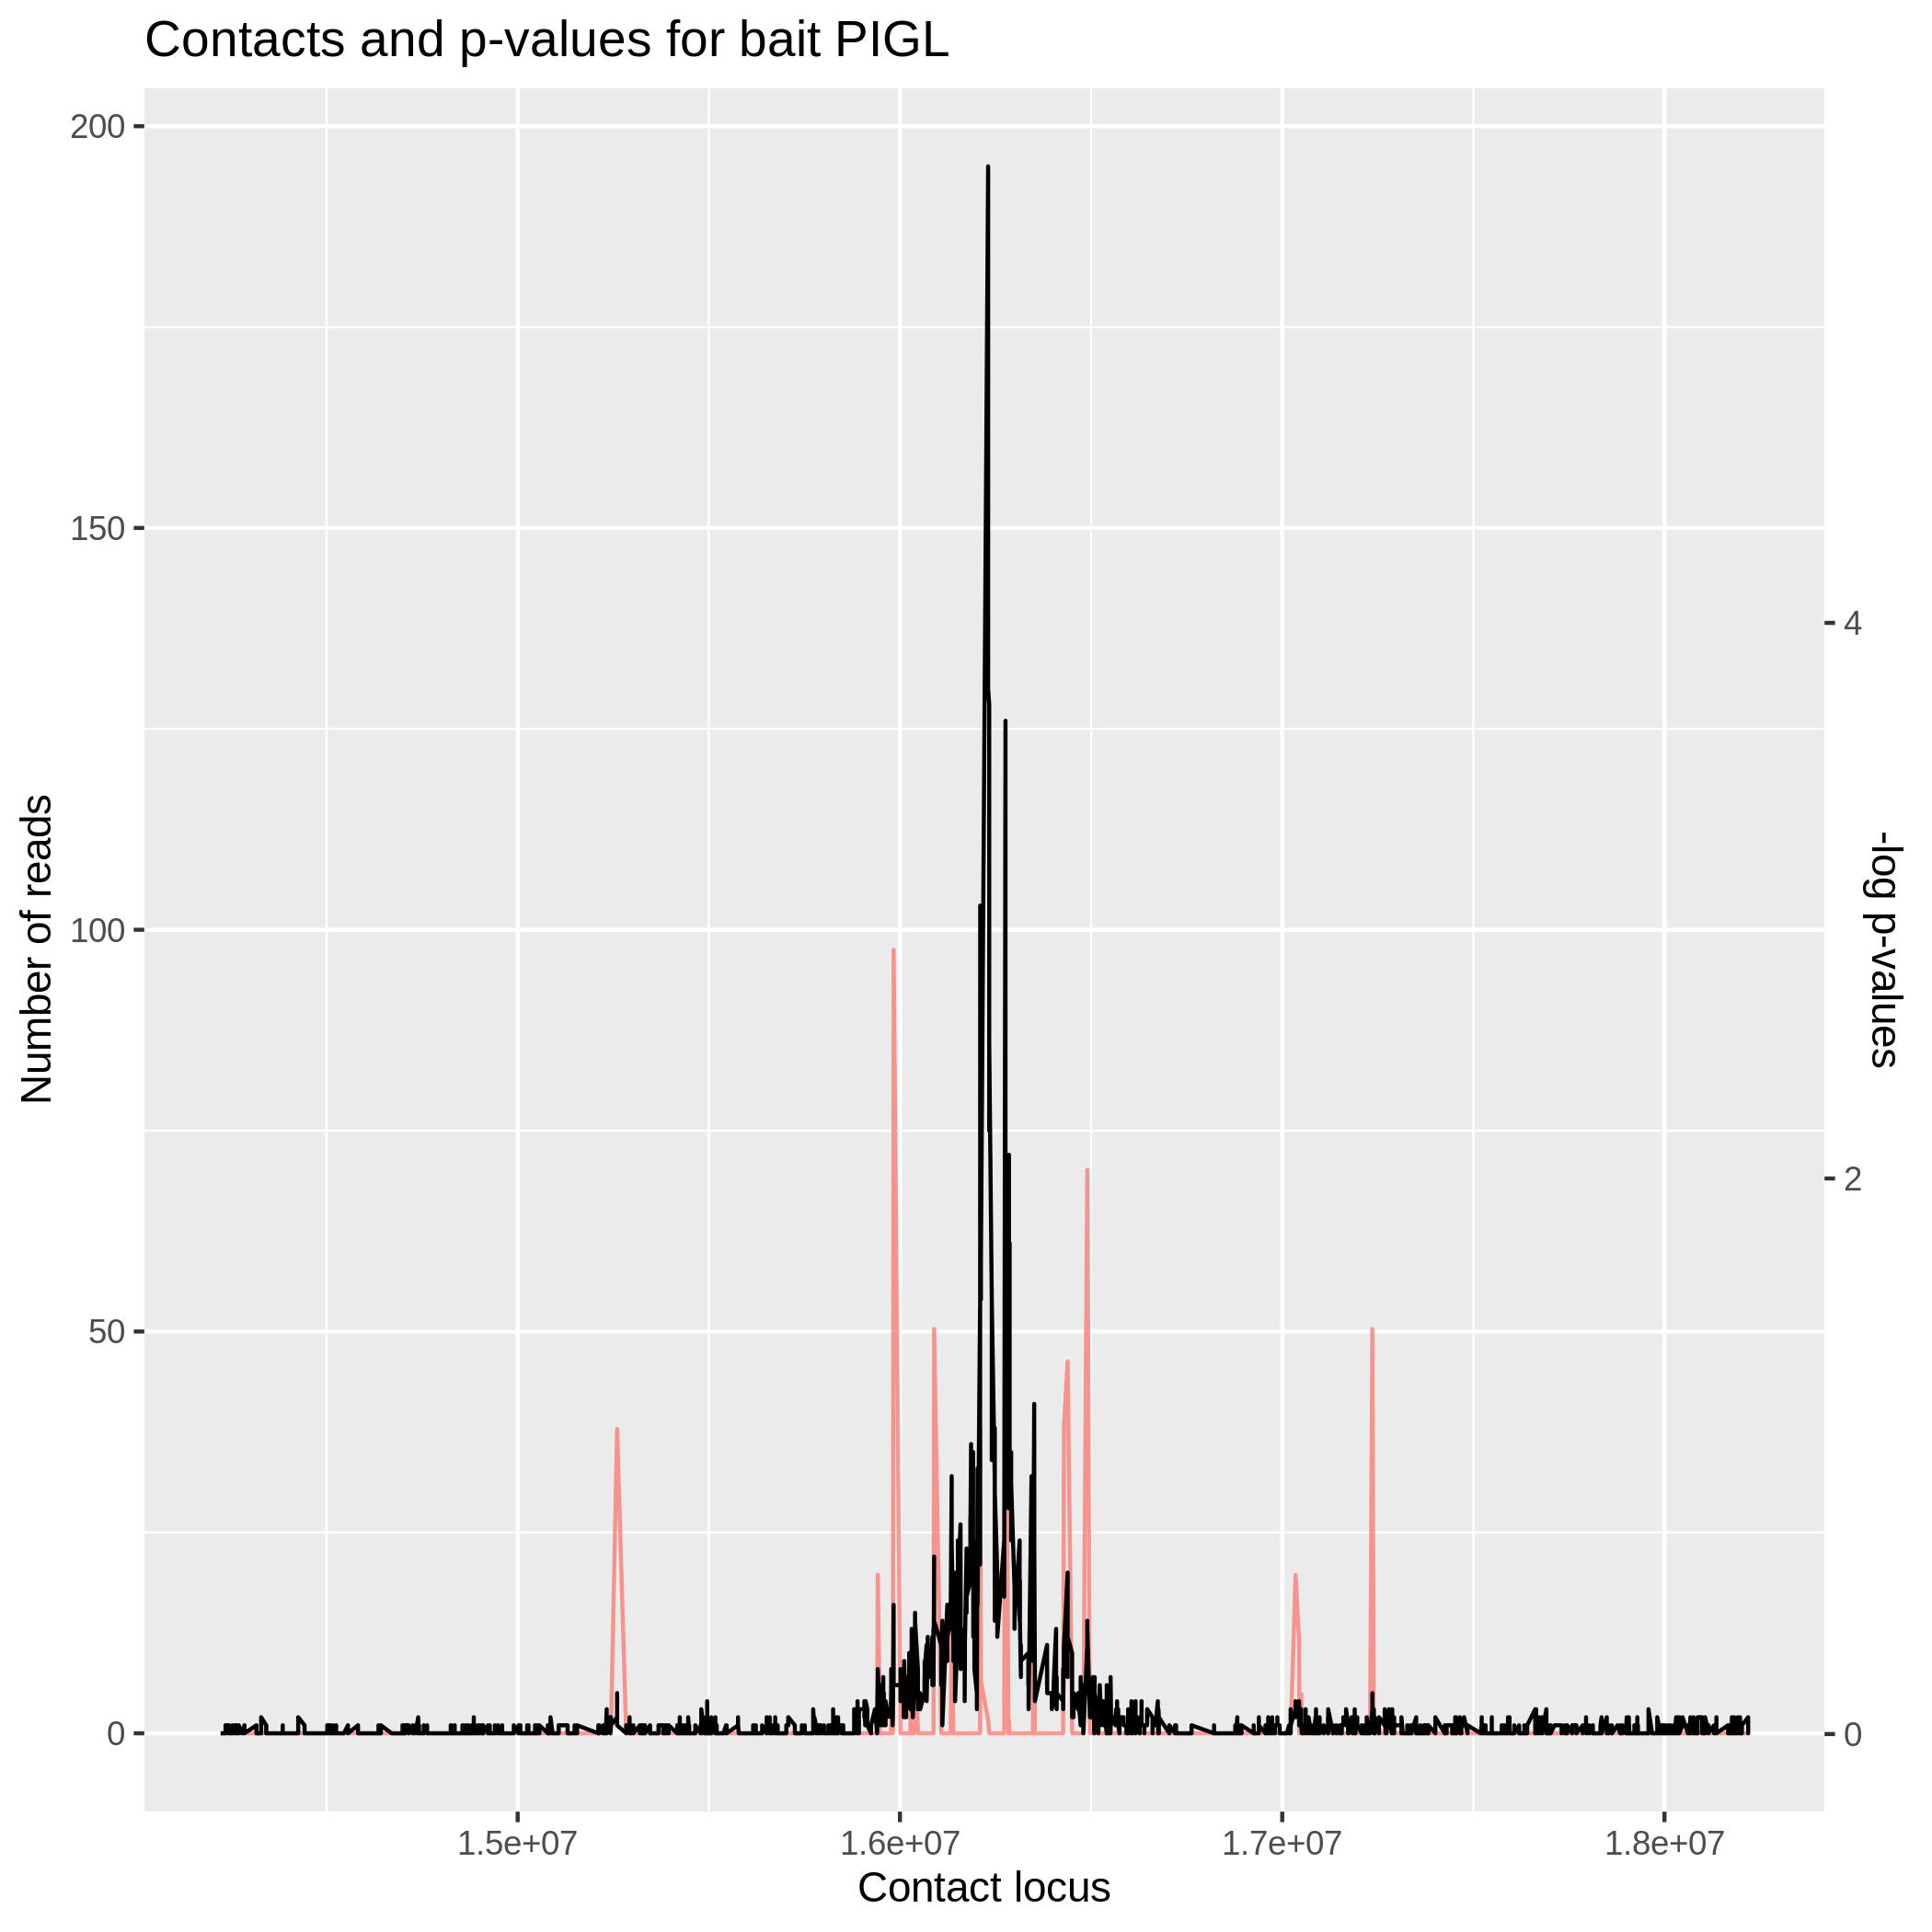 Contacts and p-values for bait PIGL
200
150
100
50
0
Number of reads
4
2
0
-log p-values
1.5e+07
1.6e+07
1.7e+07
1.8e+07
Contact locus